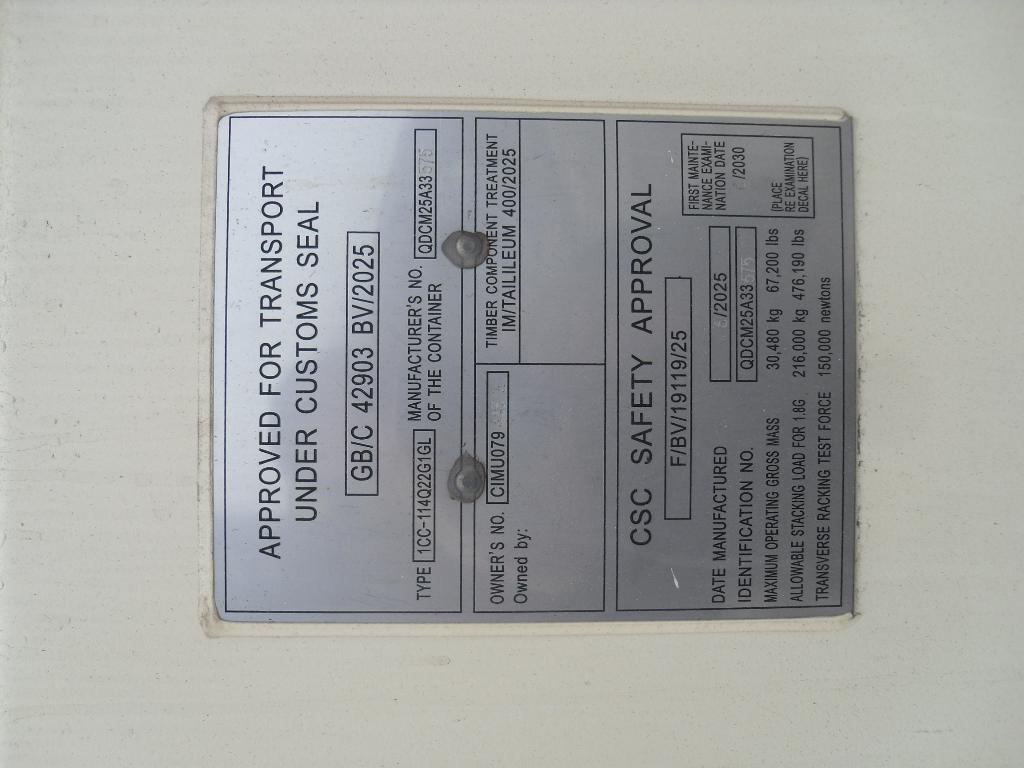 APPROVED FOR TRANSPORT
UNDER CUSTOMS SEAL
GB/C 42903 BV/2025
TYPE 1CC-114Q22G1GL MANUFACTURER'S NO. OF THE CONTAINER QDCM25A33575
OWNER'S NO. CIMU079
Owned by:
TIMBER COMPONENT TREATMENT
IM/TAILILEUM 400/2025
CSC SAFETY APPROVAL
F/BV/19119/25
DATE MANUFACTURED /2025
IDENTIFICATION NO. QDCM25A33575
MAXIMUM OPERATING GROSS MASS 30,480 kg 67,200 lbs
ALLOWABLE STACKING LOAD FOR 1.8G 216,000 kg 476,190 lbs
TRANSVERSE RACKING TEST FORCE 150,000 newtons
FIRST MAINTE-
NANCE EXAMI-
NATION DATE
/2030
(PLACE
RE EXAMINATION
DECAL HERE)